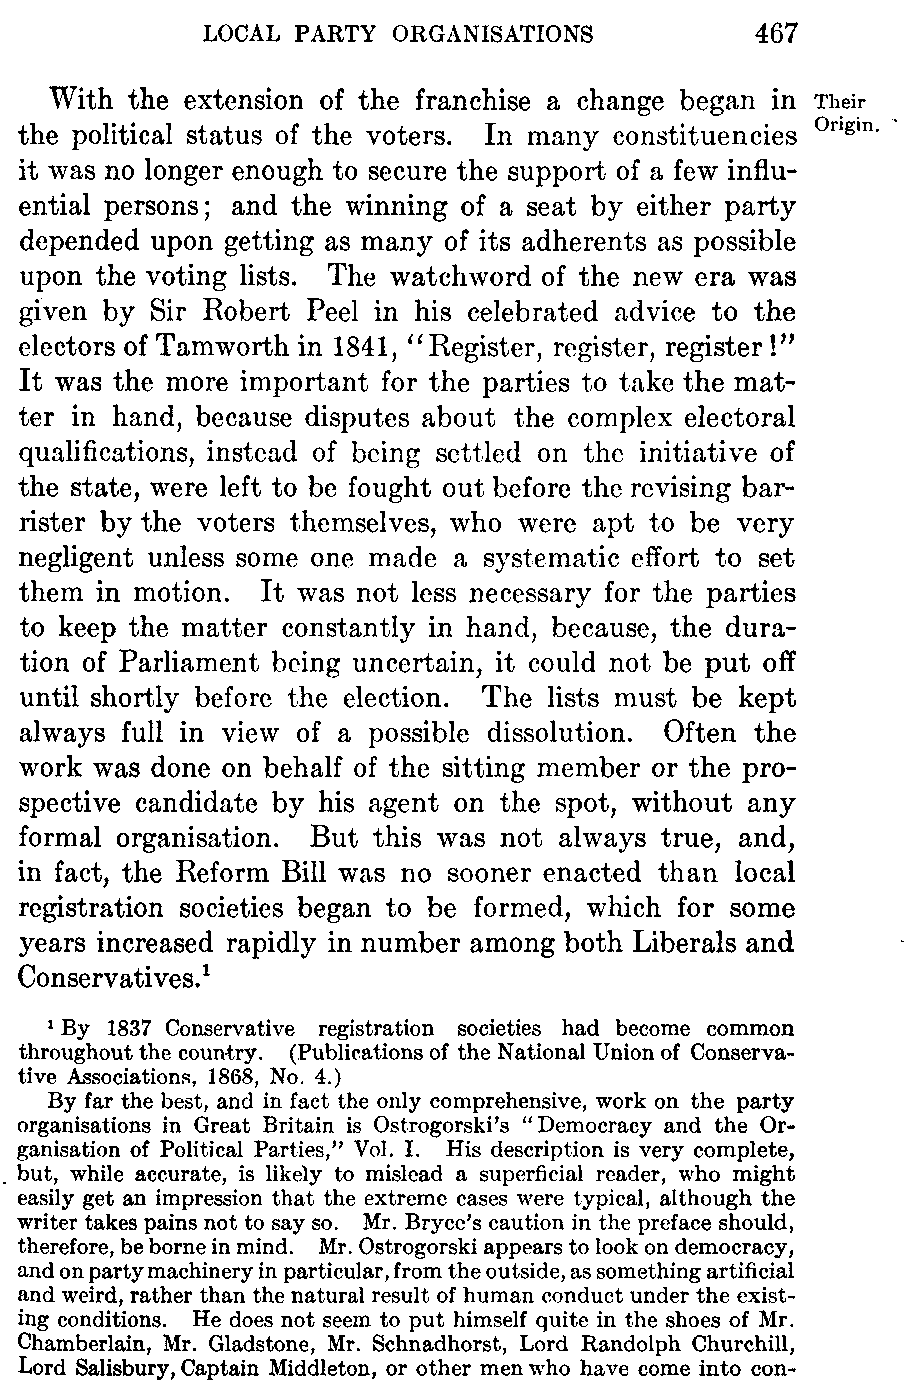 LOCAL PARTY ORGANISATIONS 467
With the extension of the franchise a change began in
Their
Origin.
the political status of the voters. In many constituencies
it was no longer enough to secure the support of a few influ-
ential persons; and the winning of a seat by either party
depended upon getting as many of its adherents as possible
upon the voting lists. The watchword of the new era was
given by Sir Robert Peel in his celebrated advice to the
electors of Tamworth in 1841, "Register, register, register!"
It was the more important for the parties to take the mat-
ter in hand, because disputes about the complex electoral
qualifications, instead of being settled on the initiative of
the state, were left to be fought out before the revising bar-
rister by the voters themselves, who were apt to be very
negligent unless some one made a systematic effort to set
them in motion. It was not less necessary for the parties
to keep the matter constantly in hand, because, the dura-
tion of Parliament being uncertain, it could not be put off
until shortly before the election. The lists must be kept
always full in view of a possible dissolution. Often the
work was done on behalf of the sitting member or the pro-
spective candidate by his agent on the spot, without any
formal organisation. But this was not always true, and,
in fact, the Reform Bill was no sooner enacted than local
registration societies began to be formed, which for some
years increased rapidly in number among both Liberals and
Conservatives.¹
¹ By 1837 Conservative registration societies had become common
throughout the country. (Publications of the National Union of Conserva-
tive Associations, 1868, No. 4.)
By far the best, and in fact the only comprehensive, work on the party
organisations in Great Britain is Ostrogorski's "Democracy and the Or-
ganisation of Political Parties," Vol. I. His description is very complete,
but, while accurate, is likely to mislead a superficial reader, who might
easily get an impression that the extreme cases were typical, although the
writer takes pains not to say so. Mr. Bryce's caution in the preface should,
therefore, be borne in mind. Mr. Ostrogorski appears to look on democracy,
and on party machinery in particular, from the outside, as something artificial
and weird, rather than the natural result of human conduct under the exist-
ing conditions. He does not seem to put himself quite in the shoes of Mr.
Chamberlain, Mr. Gladstone, Mr. Schnadhorst, Lord Randolph Churchill,
Lord Salisbury, Captain Middleton, or other men who have come into con-